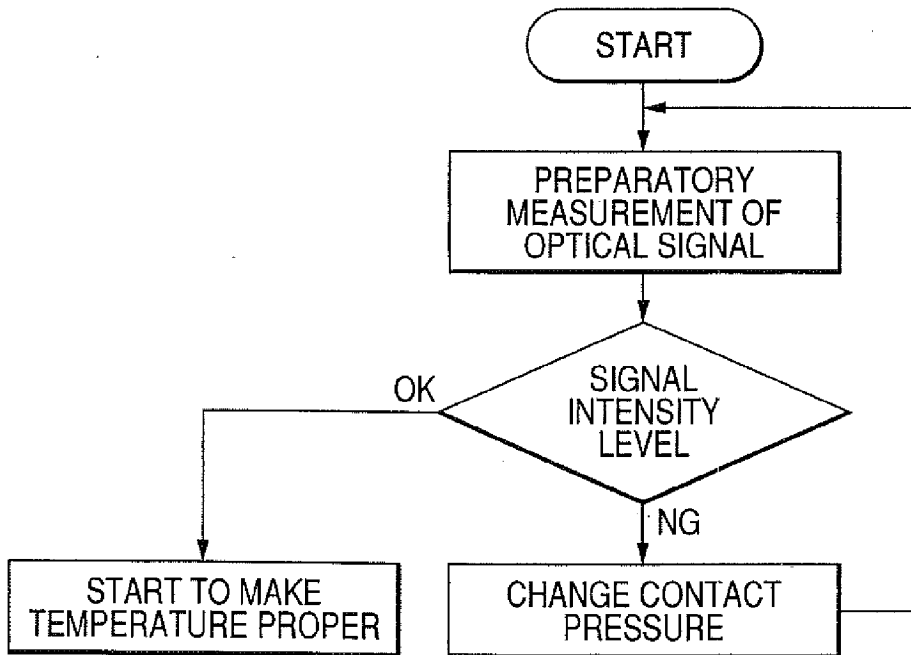 START
PREPARATORY
MEASUREMENT OF
OPTICAL SIGNAL
SIGNAL
INTENSITY
LEVEL
OK
NG
START TO MAKE
TEMPERATURE PROPER
CHANGE CONTACT
PRESSURE